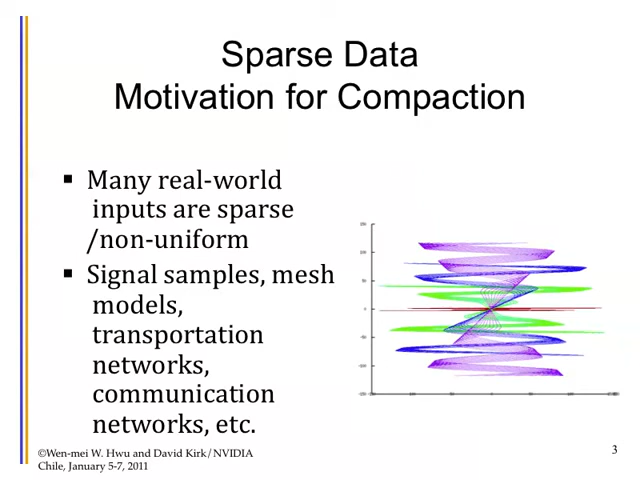 Sparse Data
Motivation for Compaction
▪ Many real-world
inputs are sparse
/non-uniform
▪ Signal samples, mesh
models,
transportation
networks,
communication
networks, etc.
©Wen-mei W. Hwu and David Kirk/NVIDIA
Chile, January 5-7, 2011
3